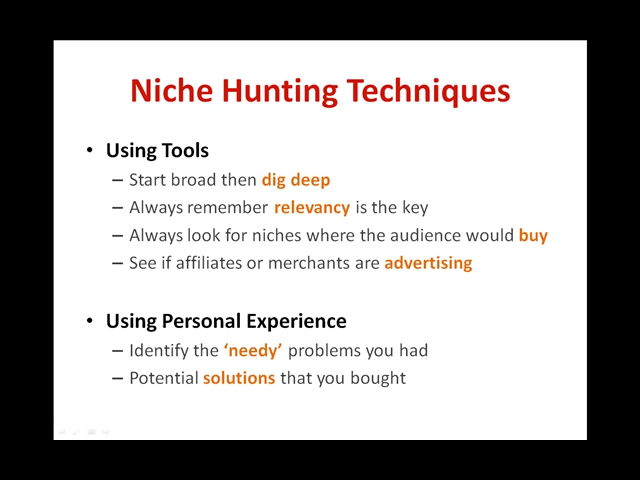 Niche Hunting Techniques
• Using Tools
– Start broad then dig deep
– Always remember relevancy is the key
– Always look for niches where the audience would buy
– See if affiliates or merchants are advertising
• Using Personal Experience
– Identify the ‘needy’ problems you had
– Potential solutions that you bought